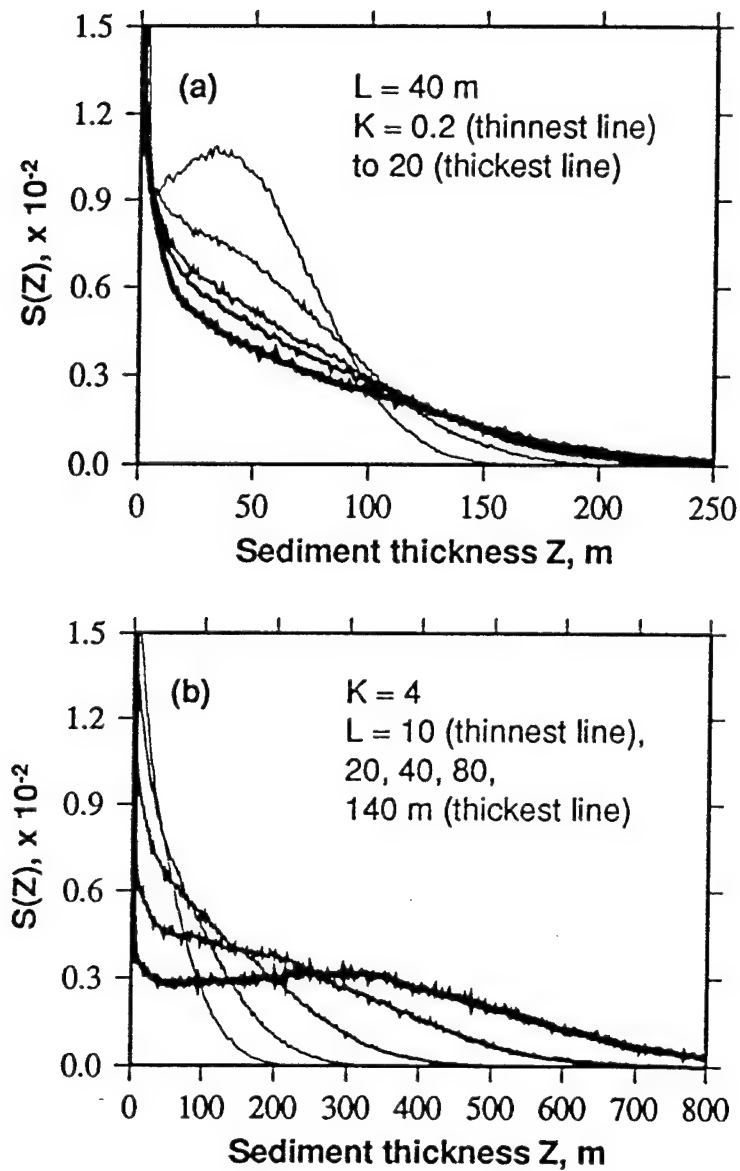 1.5
1.2
0.9
0.6
0.3
0.0
S(Z), x 10-2
(a)
L = 40 m
K = 0.2 (thinnest line)
to 20 (thickest line)
0 50 100 150 200 250
Sediment thickness Z, m
1.5
1.2
0.9
0.6
0.3
0.0
S(Z), x 10-2
(b)
K = 4
L = 10 (thinnest line),
20, 40, 80,
140 m (thickest line)
0 100 200 300 400 500 600 700 800
Sediment thickness Z, m